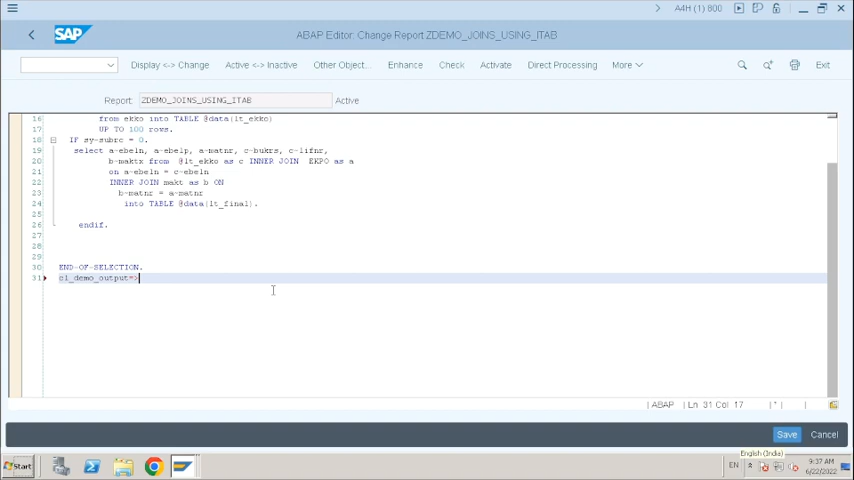 A4H (1) 800
SAP
ABAP Editor: Change Report ZDEMO_JOINS_USING_ITAB
Display <-> Change
Active <-> Inactive
Other Object...
Enhance
Check
Activate
Direct Processing
More
Exit
Report:
ZDEMO_JOINS_USING_ITAB
Active
16 from ekko into TABLE @data(lt_ekko)
17 UP TO 100 rows.
18 IF sy-subrc = 0.
19 select a~ebeln, a~ebelp, a~matnr, c~bukrs, c~lifnr,
20 b~maktx from @lt_ekko as c INNER JOIN EKPO as a
21 on a~ebeln = c~ebeln
22 INNER JOIN makt as b ON
23 b~matnr = a~matnr
24 into TABLE @data(lt_final).
25
26 endif.
27
28
29
30 END-OF-SELECTION.
31 cl_demo_output=>
ABAP
Ln 31 Col 17
Save
Cancel
English (India)
Start
EN
9:37 AM
6/22/2022